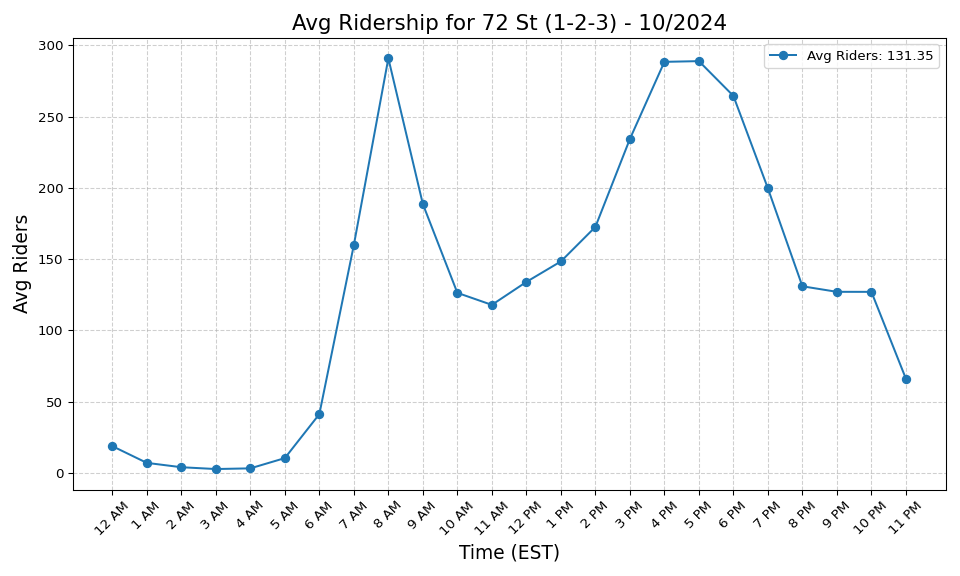 Avg Ridership for 72 St (1-2-3) - 10/2024
Avg Riders: 131.35
300
250
200
150
100
50
0
Avg Riders
12 AM
1 AM
2 AM
3 AM
4 AM
5 AM
6 AM
7 AM
8 AM
9 AM
10 AM
11 AM
12 PM
1 PM
2 PM
3 PM
4 PM
5 PM
6 PM
7 PM
8 PM
9 PM
10 PM
11 PM
Time (EST)